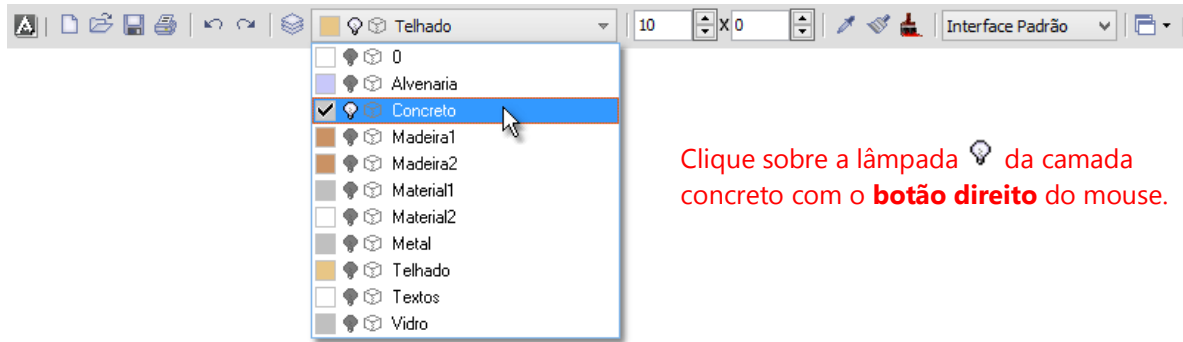 Telhado
10
X 0
Interface Padrão
0
Alvenaria
Concreto
Madeira1
Madeira2
Material1
Material2
Metal
Telhado
Textos
Vidro
Clique sobre a lâmpada da camada
concreto com o botão direito do mouse.